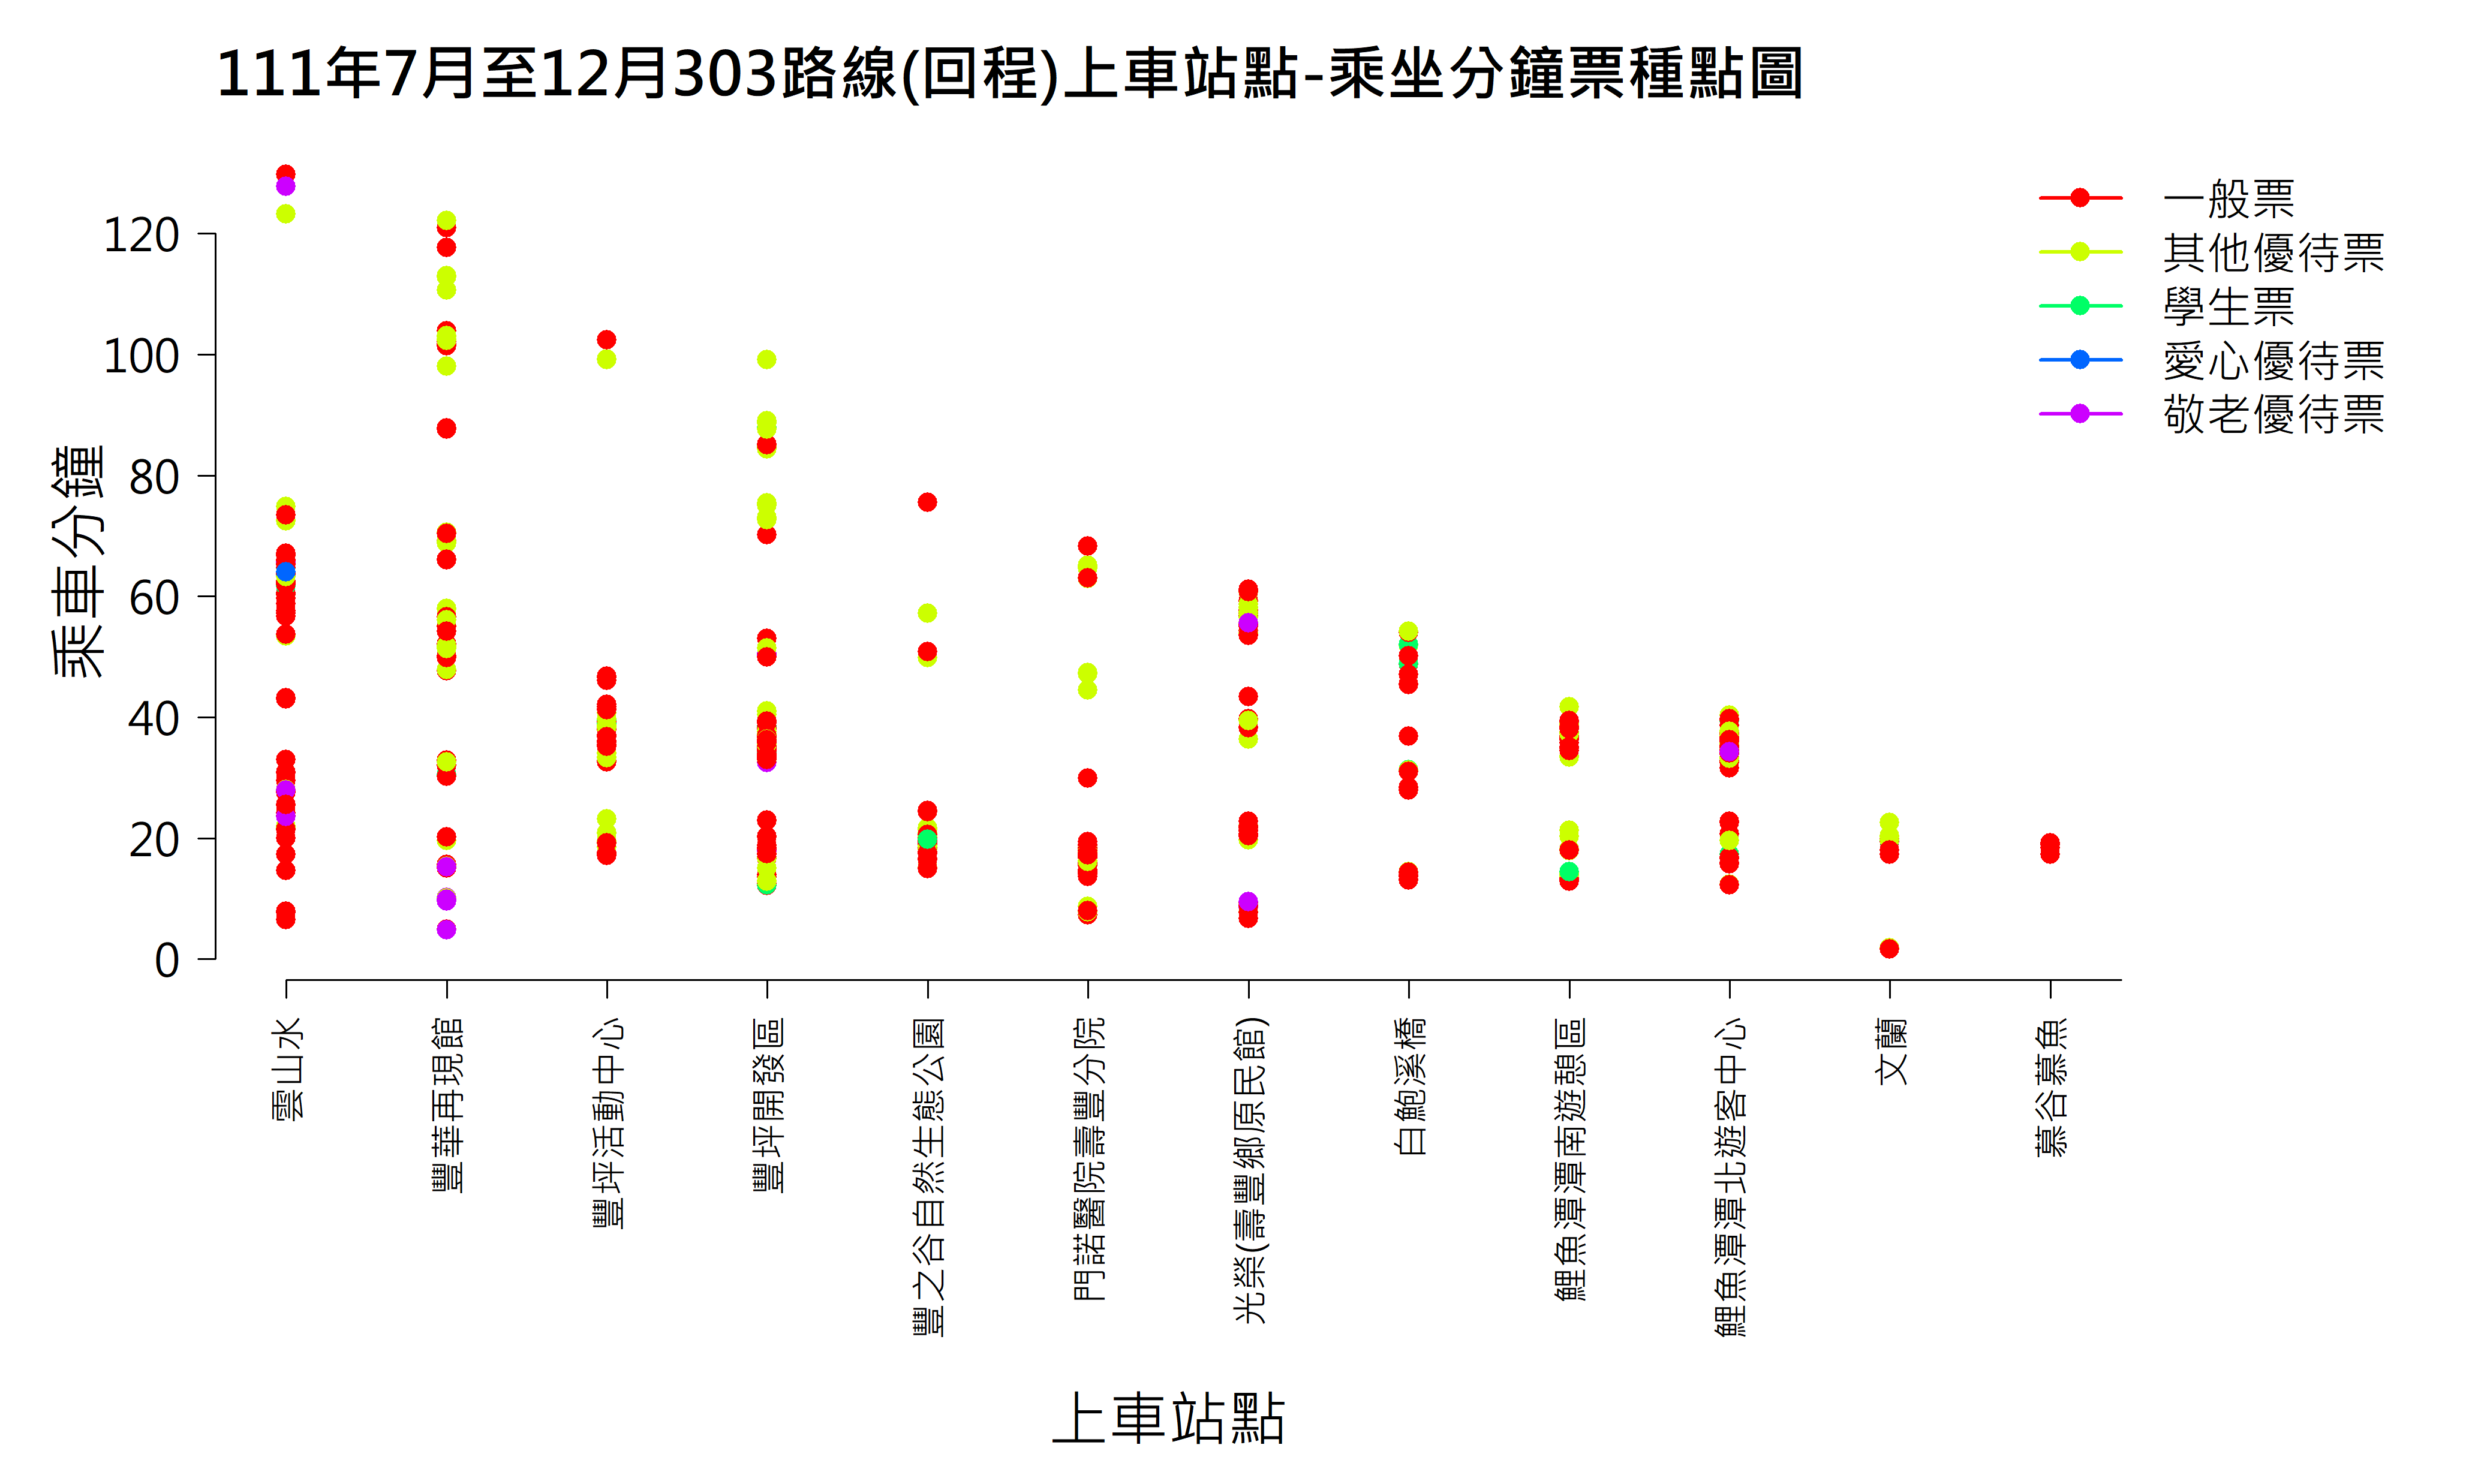 111年7月至12月303路線(回程)上車站點-乘坐分鐘票種點圖
一般票
其他優待票
學生票
愛心優待票
敬老優待票
乘車分鐘
120
100
80
60
40
20
0
雲山水
豐華再現館
豐坪活動中心
豐坪開發區
豐之谷自然生態公園
門諾醫院壽豐分院
光榮(壽豐鄉原民館)
白鮑溪橋
鯉魚潭潭南遊憩區
鯉魚潭潭北遊客中心
文蘭
慕谷慕魚
上車站點